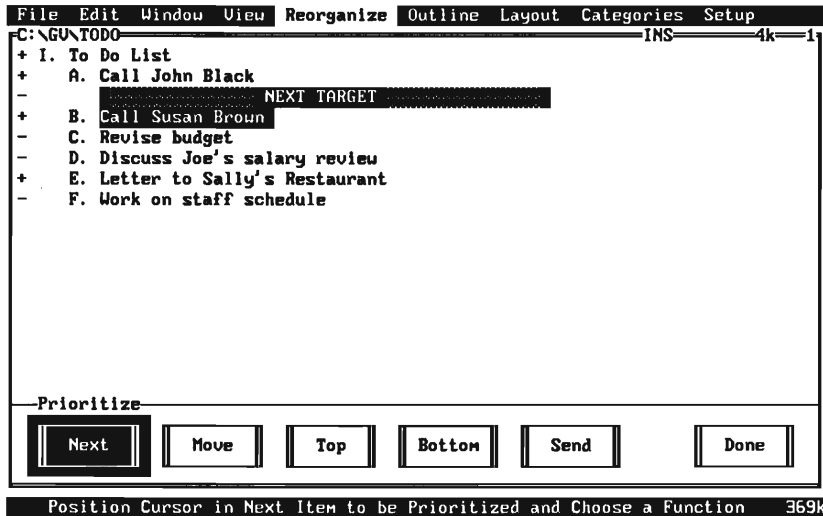 File Edit Window View Reorganize Outline Layout Categories Setup
C:\GV\TODO INS 4k 1
+ I. To Do List
+ A. Call John Black
- NEXT TARGET
+ B. Call Susan Brown
- C. Revise budget
- D. Discuss Joe's salary review
+ E. Letter to Sally's Restaurant
- F. Work on staff schedule
Prioritize
Next Move Top Bottom Send Done
Position Cursor in Next Item to be Prioritized and Choose a Function 369k